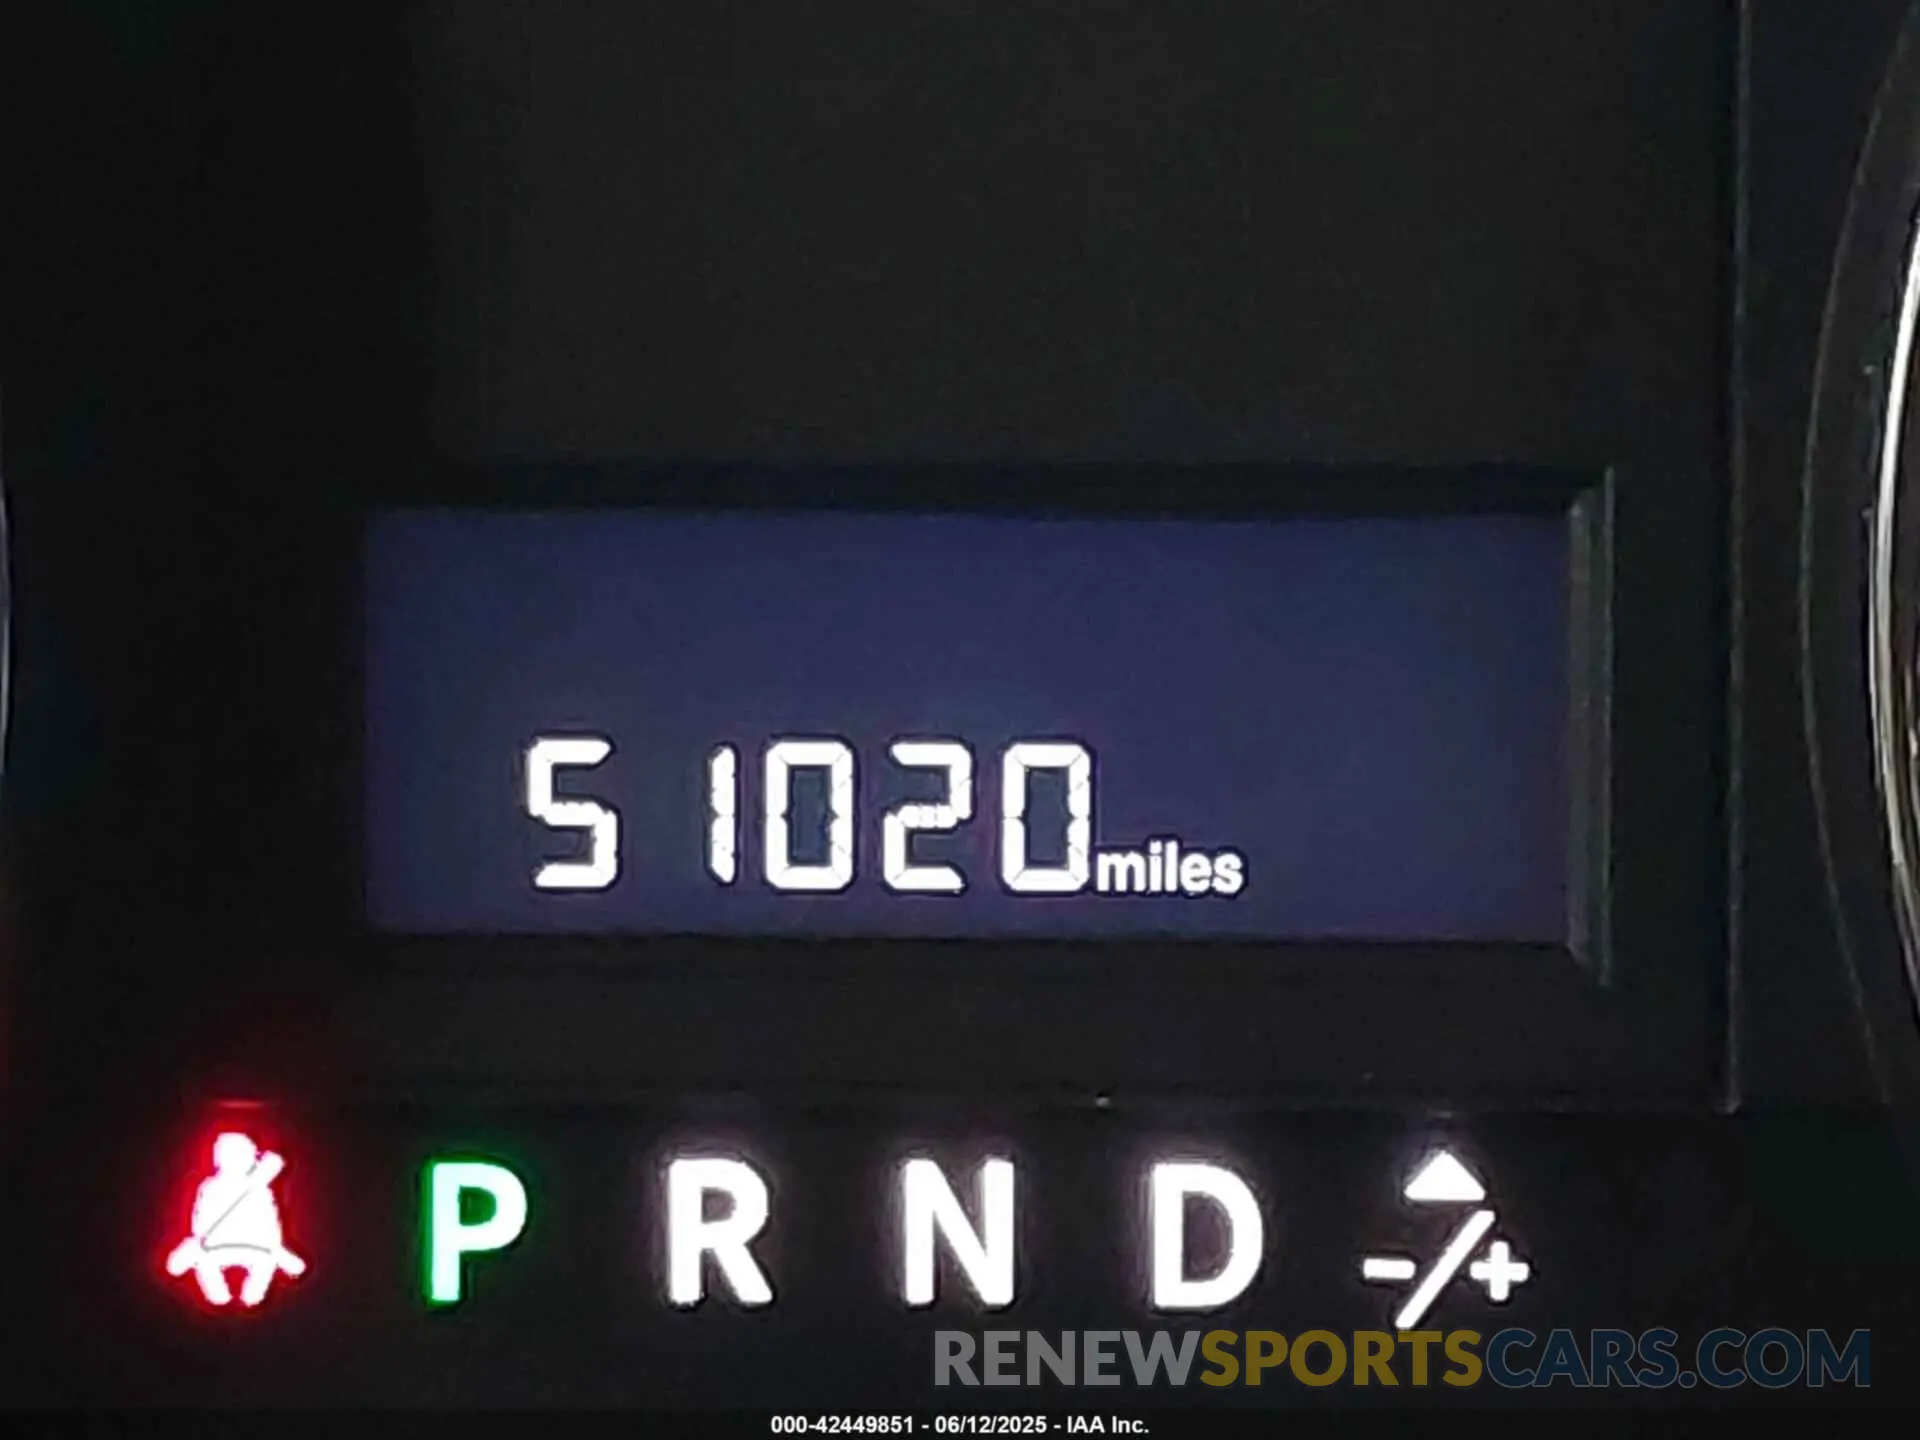 51020miles
P R N D -/+
RENEWSPORTSCARS.COM
000-42449851 - 06/12/2025 - IAA Inc.